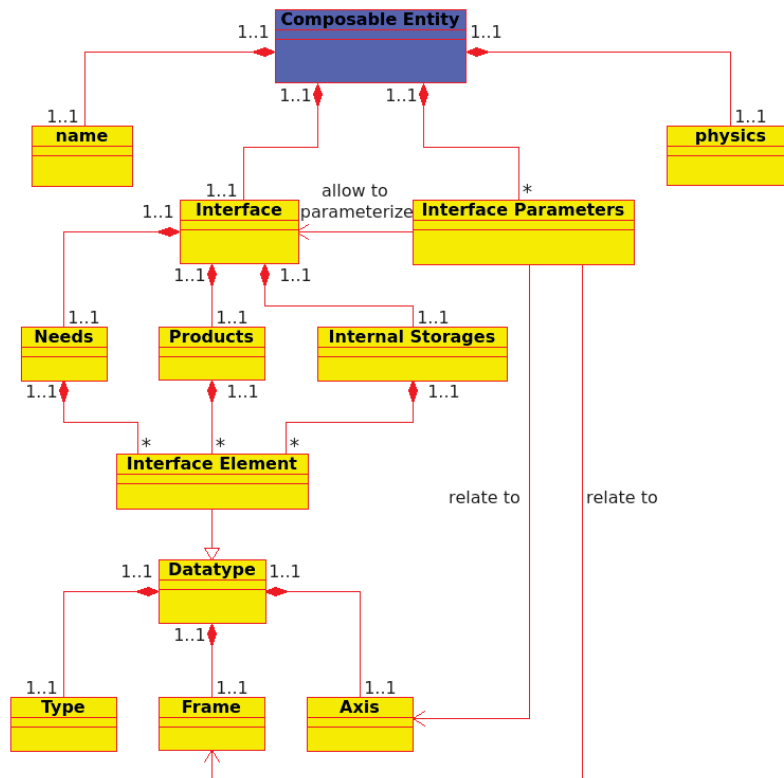 Composable Entity
1..1
1..1
1..1
1..1
1..1
1..1
name
physics
1..1
*
allow to
parameterize
1..1
Interface
Interface Parameters
1..1
1..1
1..1
1..1
1..1
Needs
Products
Internal Storages
1..1
1..1
1..1
*
*
*
Interface Element
relate to
relate to
1..1
Datatype
1..1
1..1
1..1
1..1
1..1
Type
Frame
Axis